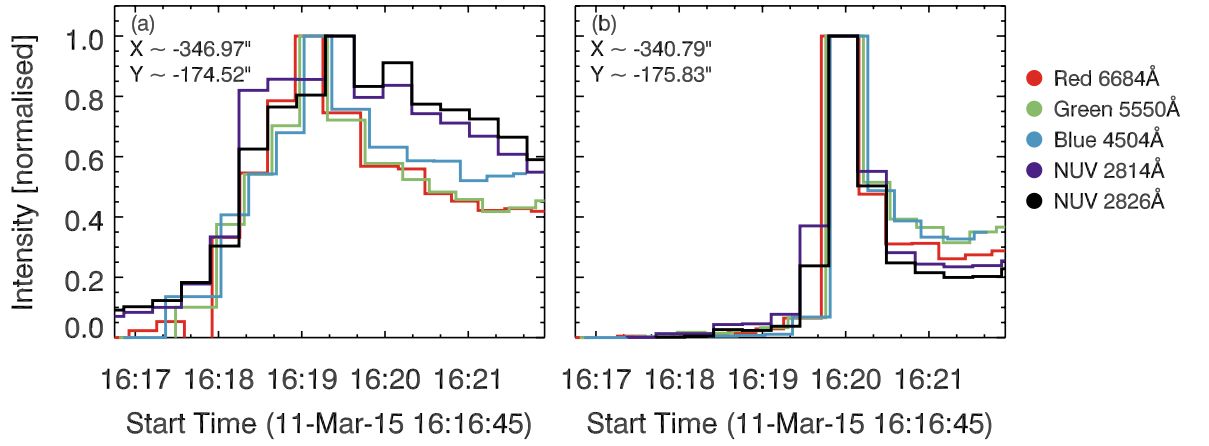 (a)
X ~ -346.97"
Y ~ -174.52"
(b)
X ~ -340.79"
Y ~ -175.83"
Intensity [normalised]
1.0
0.8
0.6
0.4
0.2
0.0
16:17 16:18 16:19 16:20 16:21
Start Time (11-Mar-15 16:16:45)
16:17 16:18 16:19 16:20 16:21
Start Time (11-Mar-15 16:16:45)
Red 6684Å
Green 5550Å
Blue 4504Å
NUV 2814Å
NUV 2826Å